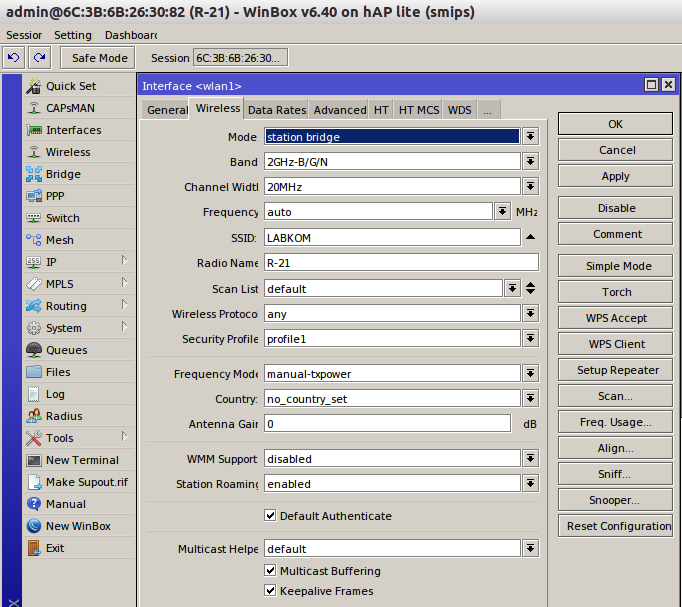 admin@6C:3B:6B:26:30:82 (R-21) - WinBox v6.40 on hAP lite (smips)
Sessior Setting Dashboard
Safe Mode Session 6C:3B:6B:26:30...
Quick Set
CAPsMAN
Interfaces
Wireless
Bridge
PPP
Switch
Mesh
IP
MPLS
Routing
System
Queues
Files
Log
Radius
Tools
New Terminal
Make Supout.rif
Manual
New WinBox
Exit
Interface <wlan1>
General Wireless Data Rates Advanced HT HT MCS WDS ...
Mode station bridge
Band 2GHz-B/G/N
Channel Width 20MHz
Frequency auto MHz
SSID: LABKOM
Radio Name R-21
Scan List default
Wireless Protoco any
Security Profile profile1
Frequency Mode manual-txpower
Country: no_country_set
Antenna Gair 0 dB
WMM Support disabled
Station Roaming enabled
Default Authenticate
Multicast Helpe default
Multicast Buffering
Keepalive Frames
OK
Cancel
Apply
Disable
Comment
Simple Mode
Torch
WPS Accept
WPS Client
Setup Repeater
Scan...
Freq. Usage...
Align...
Sniff...
Snooper...
Reset Configuration